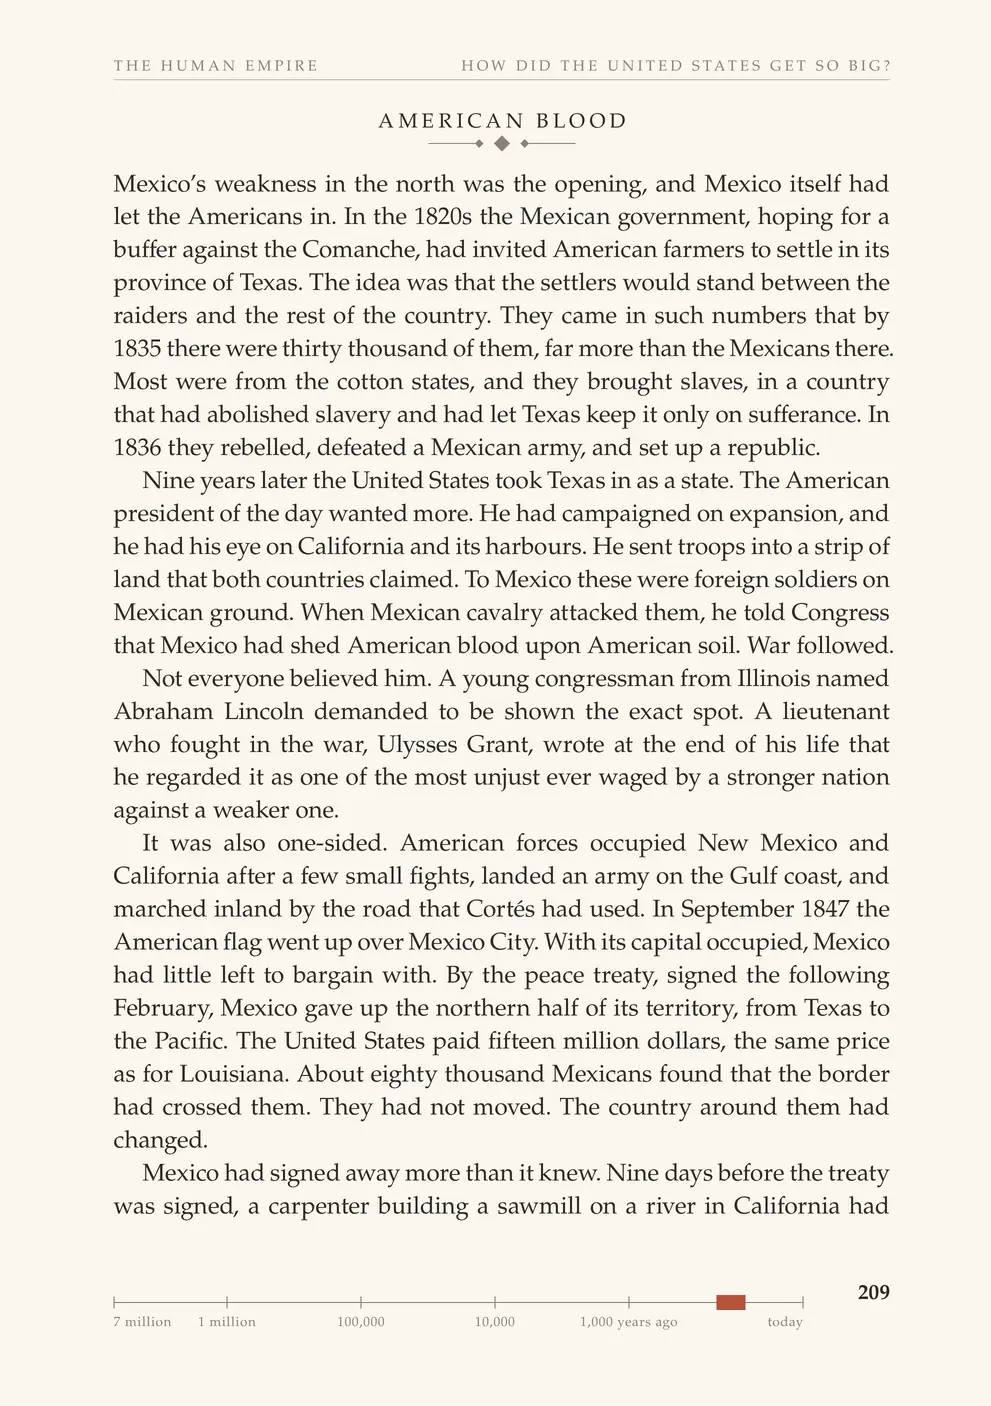 THE HUMAN EMPIRE
HOW DID THE UNITED STATES GET SO BIG?
AMERICAN BLOOD
Mexico’s weakness in the north was the opening, and Mexico itself had
let the Americans in. In the 1820s the Mexican government, hoping for a
buffer against the Comanche, had invited American farmers to settle in its
province of Texas. The idea was that the settlers would stand between the
raiders and the rest of the country. They came in such numbers that by
1835 there were thirty thousand of them, far more than the Mexicans there.
Most were from the cotton states, and they brought slaves, in a country
that had abolished slavery and had let Texas keep it only on sufferance. In
1836 they rebelled, defeated a Mexican army, and set up a republic.
Nine years later the United States took Texas in as a state. The American
president of the day wanted more. He had campaigned on expansion, and
he had his eye on California and its harbours. He sent troops into a strip of
land that both countries claimed. To Mexico these were foreign soldiers on
Mexican ground. When Mexican cavalry attacked them, he told Congress
that Mexico had shed American blood upon American soil. War followed.
Not everyone believed him. A young congressman from Illinois named
Abraham Lincoln demanded to be shown the exact spot. A lieutenant
who fought in the war, Ulysses Grant, wrote at the end of his life that
he regarded it as one of the most unjust ever waged by a stronger nation
against a weaker one.
It was also one-sided. American forces occupied New Mexico and
California after a few small fights, landed an army on the Gulf coast, and
marched inland by the road that Cortés had used. In September 1847 the
American flag went up over Mexico City. With its capital occupied, Mexico
had little left to bargain with. By the peace treaty, signed the following
February, Mexico gave up the northern half of its territory, from Texas to
the Pacific. The United States paid fifteen million dollars, the same price
as for Louisiana. About eighty thousand Mexicans found that the border
had crossed them. They had not moved. The country around them had
changed.
Mexico had signed away more than it knew. Nine days before the treaty
was signed, a carpenter building a sawmill on a river in California had
209
7 million 1 million 100,000 10,000 1,000 years ago today